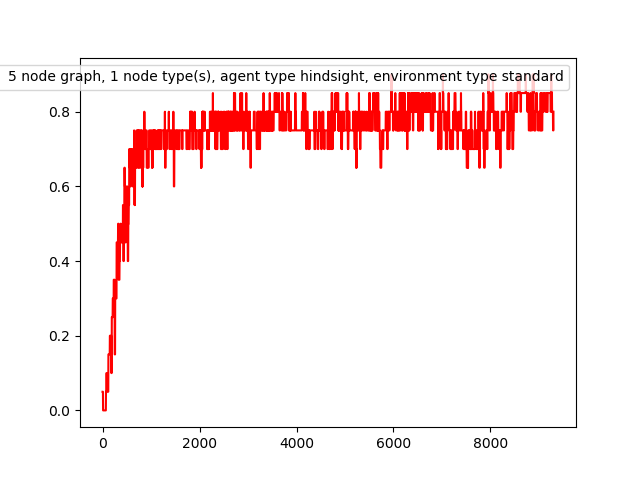 5 node graph, 1 node type(s), agent type hindsight, environment type standard
0.8
0.6
0.4
0.2
0.0
0 2000 4000 6000 8000